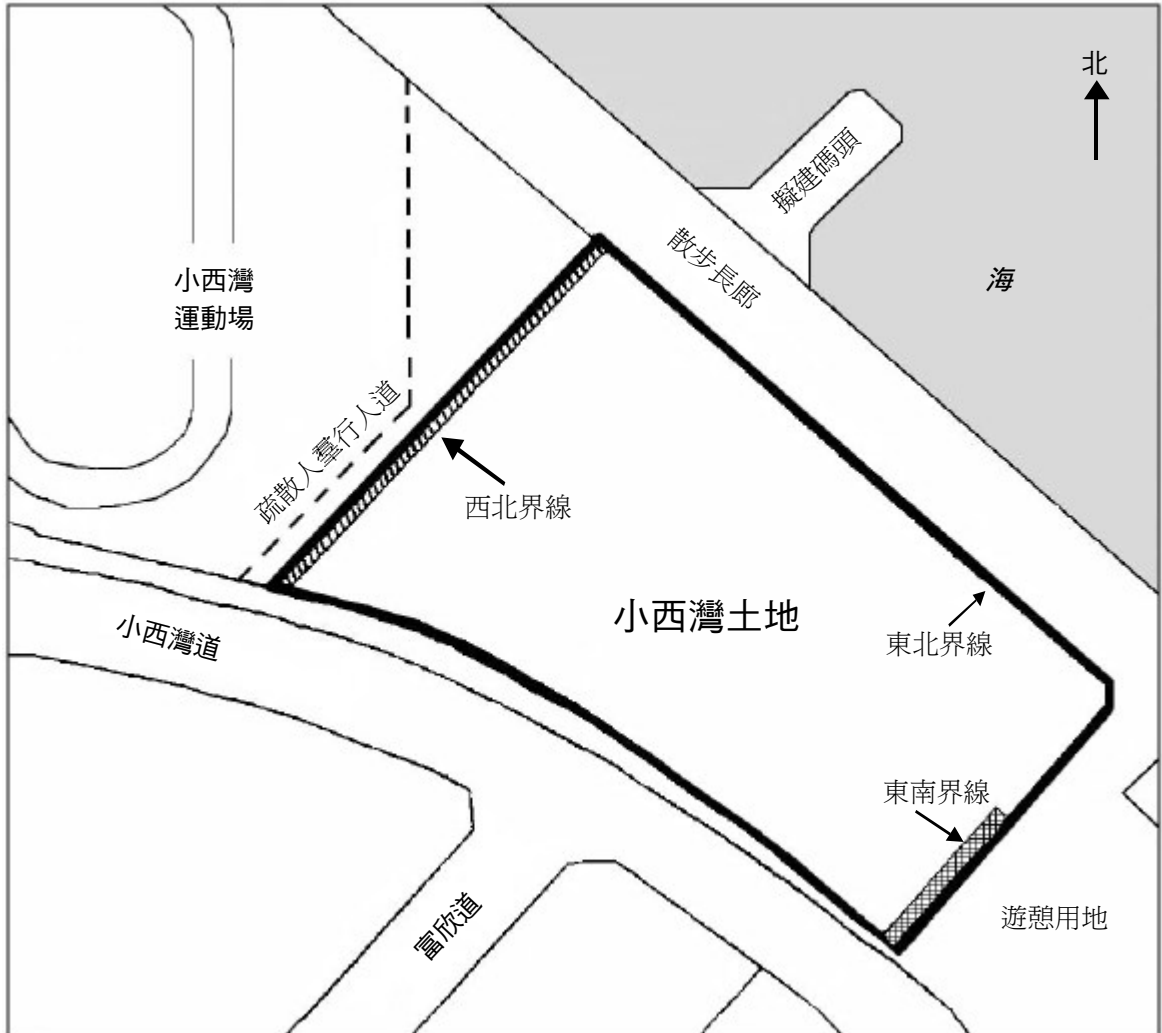 北
擬建碼頭
散步長廊
海
小西灣
運動場
疏散人羣行人道
西北界線
小西灣土地
東北界線
小西灣道
東南界線
遊憩用地
富欣道